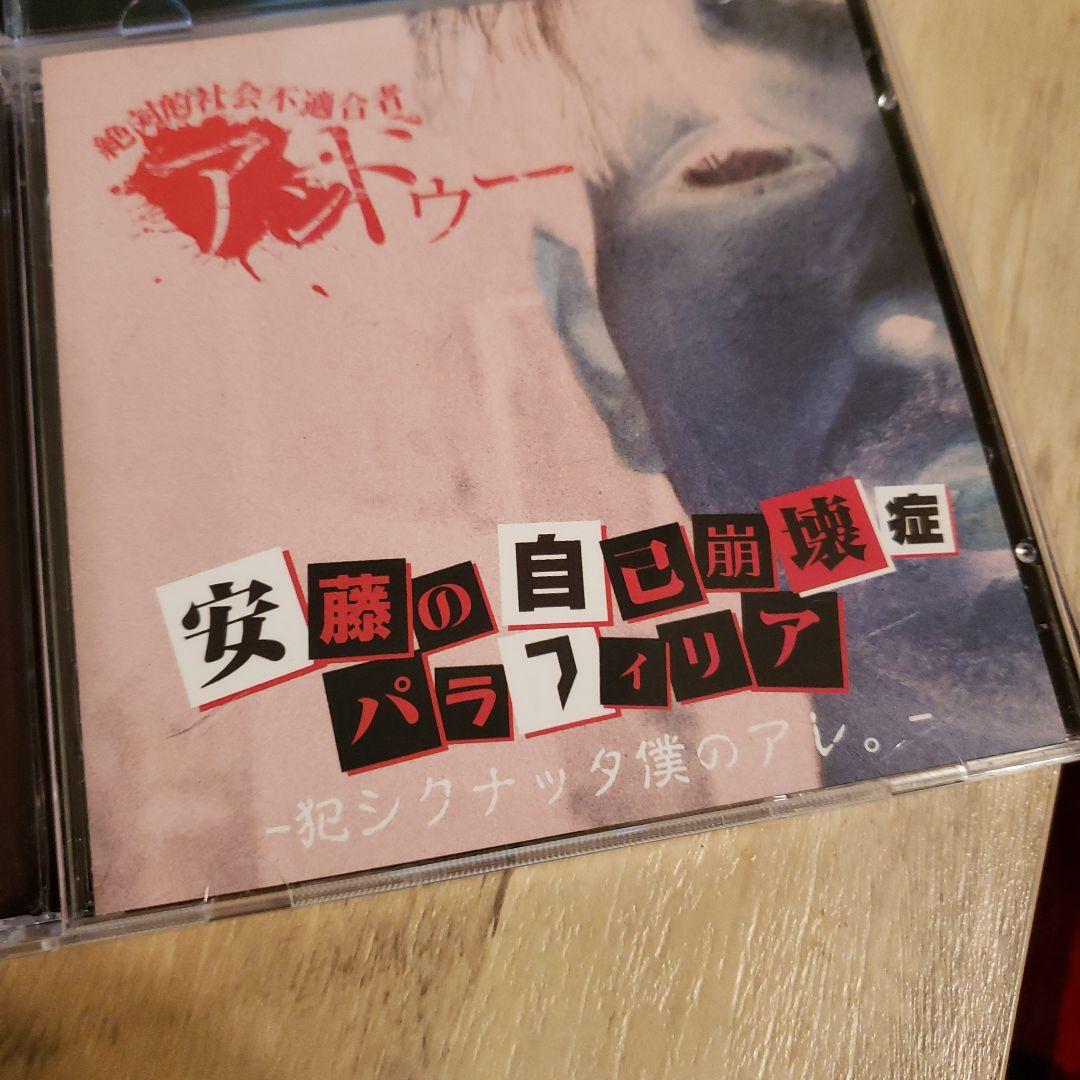 絶対的社会不適合者
アンドゥー
安藤の自己崩壊症
パラフィリア
-犯シクナッタ僕のアレ。-